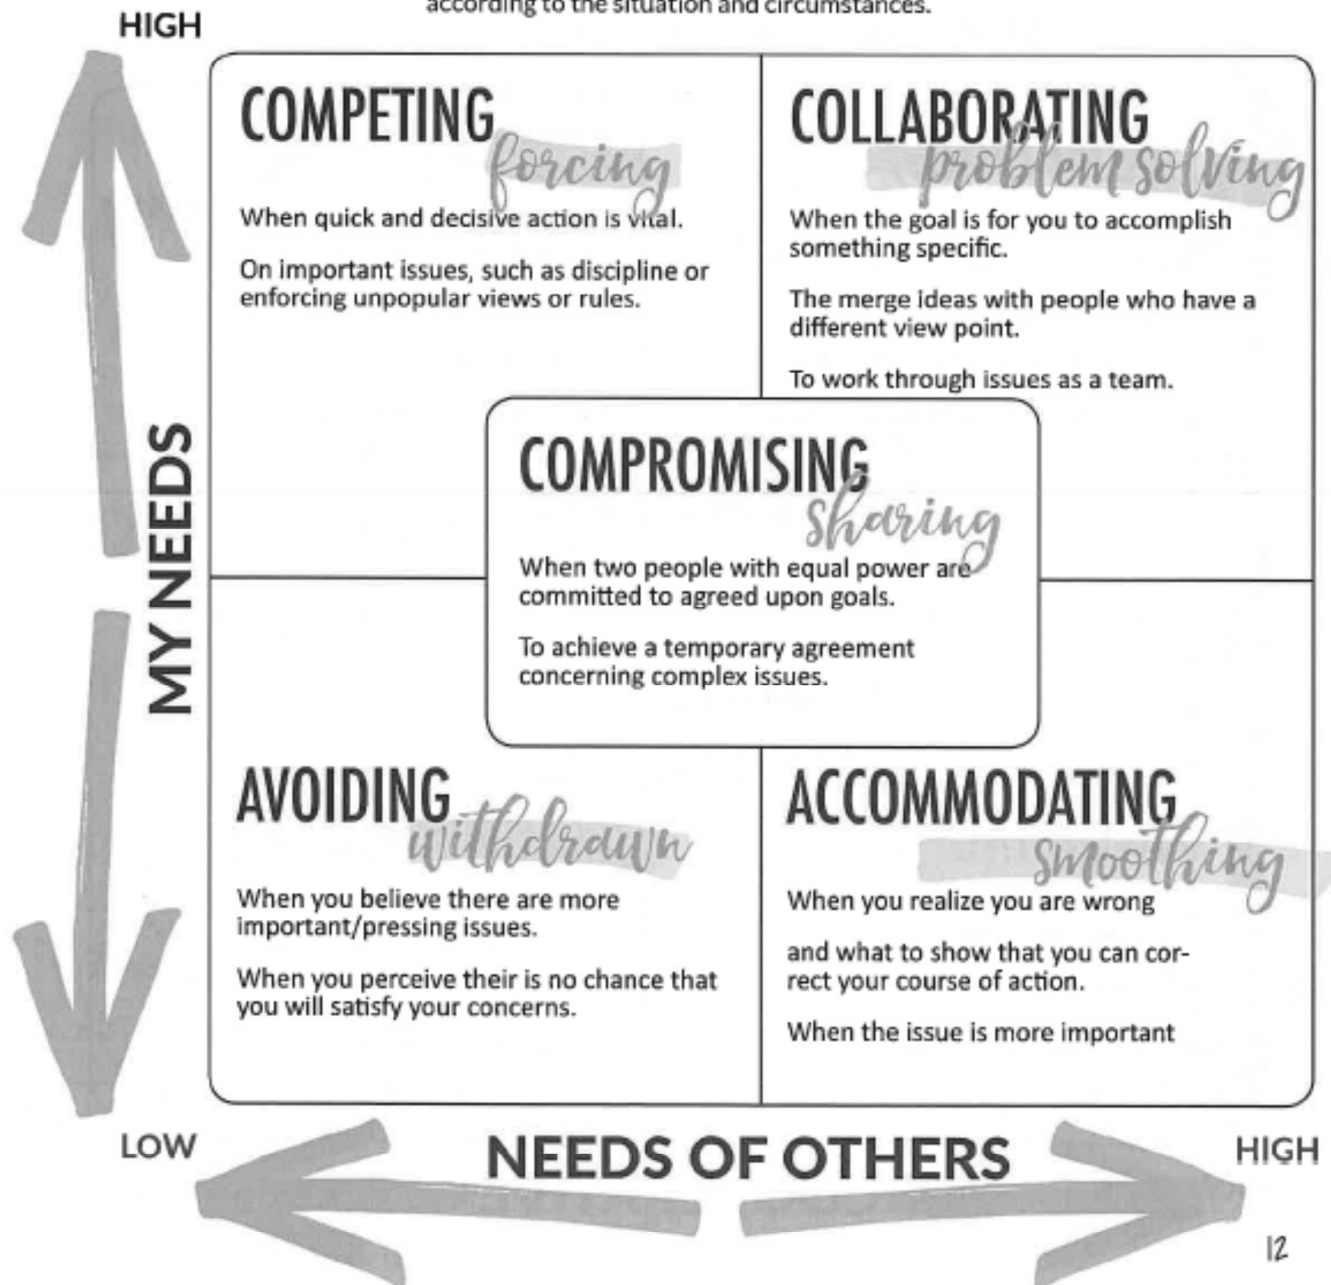 according to the situation and circumstances.
HIGH
COMPETING
forcing
When quick and decisive action is vital.
On important issues, such as discipline or
enforcing unpopular views or rules.
COLLABORATING
problem solving
When the goal is for you to accomplish
something specific.
The merge ideas with people who have a
different view point.
To work through issues as a team.
MY NEEDS
COMPROMISING
sharing
When two people with equal power are
committed to agreed upon goals.
To achieve a temporary agreement
concerning complex issues.
AVOIDING
withdrawn
When you believe there are more
important/pressing issues.
When you perceive their is no chance that
you will satisfy your concerns.
ACCOMMODATING
smoothing
When you realize you are wrong
and what to show that you can cor-
rect your course of action.
When the issue is more important
LOW
NEEDS OF OTHERS
HIGH
12